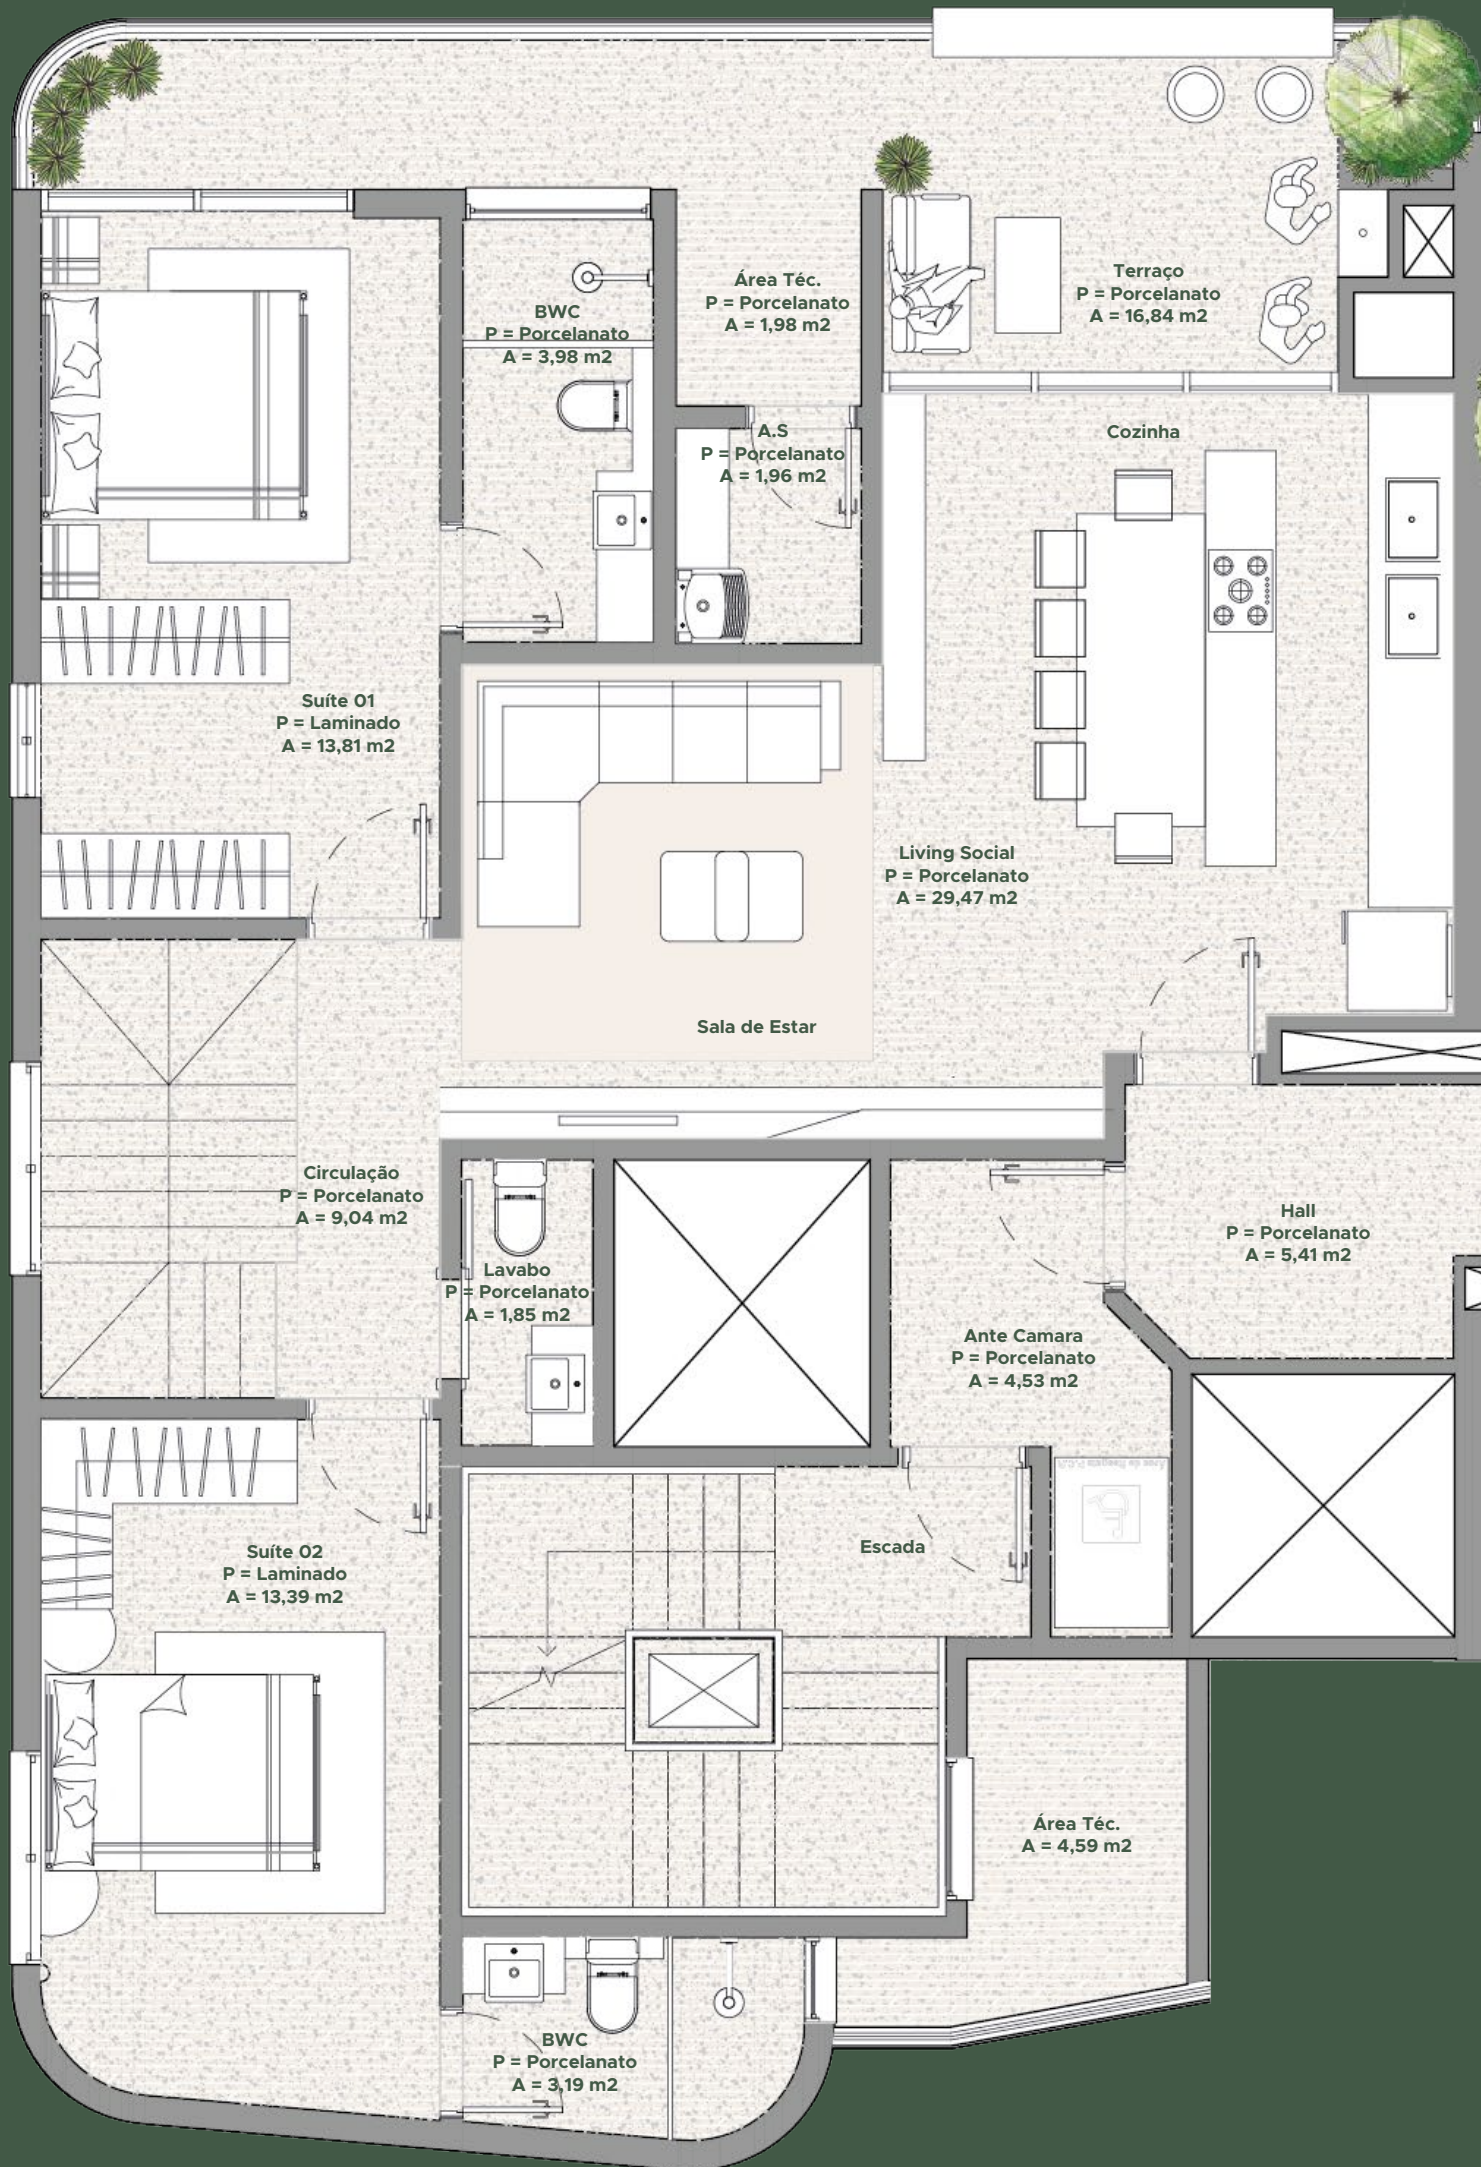 Área Téc.
P = Porcelanato
A = 1,98 m2
Terraço
P = Porcelanato
A = 16,84 m2
BWC
P = Porcelanato
A = 3,98 m2
A.S
P = Porcelanato
A = 1,96 m2
Cozinha
Suíte 01
P = Laminado
A = 13,81 m2
Living Social
P = Porcelanato
A = 29,47 m2
Sala de Estar
Circulação
P = Porcelanato
A = 9,04 m2
Hall
P = Porcelanato
A = 5,41 m2
Lavabo
P = Porcelanato
A = 1,85 m2
Ante Camara
P = Porcelanato
A = 4,53 m2
Escada
Suíte 02
P = Laminado
A = 13,39 m2
Área Téc.
A = 4,59 m2
BWC
P = Porcelanato
A = 3,19 m2